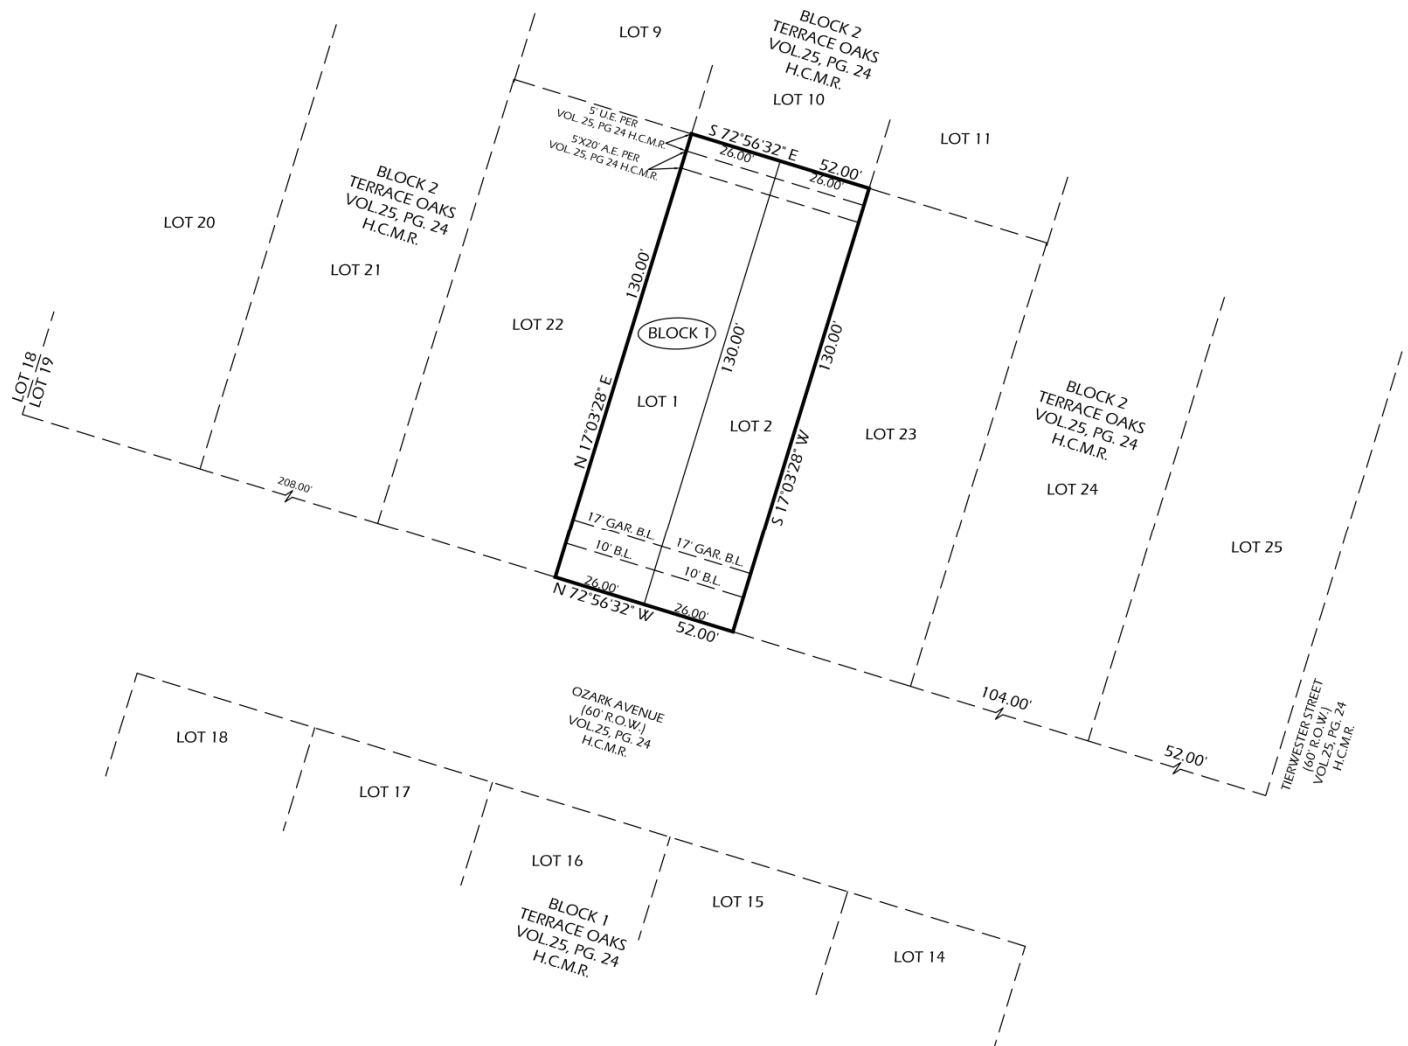 BLOCK 2
TERRACE OAKS
VOL.25, PG. 24
H.C.M.R.
LOT 9
LOT 10
LOT 11
5' U.E. PER
VOL. 25, PG 24 H.C.M.R.
5'X20' A.E. PER
VOL. 25, PG 24 H.C.M.R.
S 72°56'32" E
52.00'
26.00'
26.00'
BLOCK 2
TERRACE OAKS
VOL.25, PG. 24
H.C.M.R.
LOT 20
LOT 21
LOT 22
LOT 18
LOT 19
130.00'
N 17°03'28" E
BLOCK 1
130.00'
130.00'
S 17°03'28" W
LOT 1
LOT 2
LOT 23
BLOCK 2
TERRACE OAKS
VOL.25, PG. 24
H.C.M.R.
LOT 24
LOT 25
208.00'
17' GAR. B.L.
17' GAR. B.L.
10' B.L.
10' B.L.
26.00'
26.00'
N 72°56'32" W
52.00'
104.00'
52.00'
TIERWESTER STREET
(60' R.O.W.)
VOL.25, PG. 24
H.C.M.R.
OZARK AVENUE
(60' R.O.W.)
VOL.25, PG. 24
H.C.M.R.
LOT 18
LOT 17
LOT 16
LOT 15
LOT 14
BLOCK 1
TERRACE OAKS
VOL.25, PG. 24
H.C.M.R.